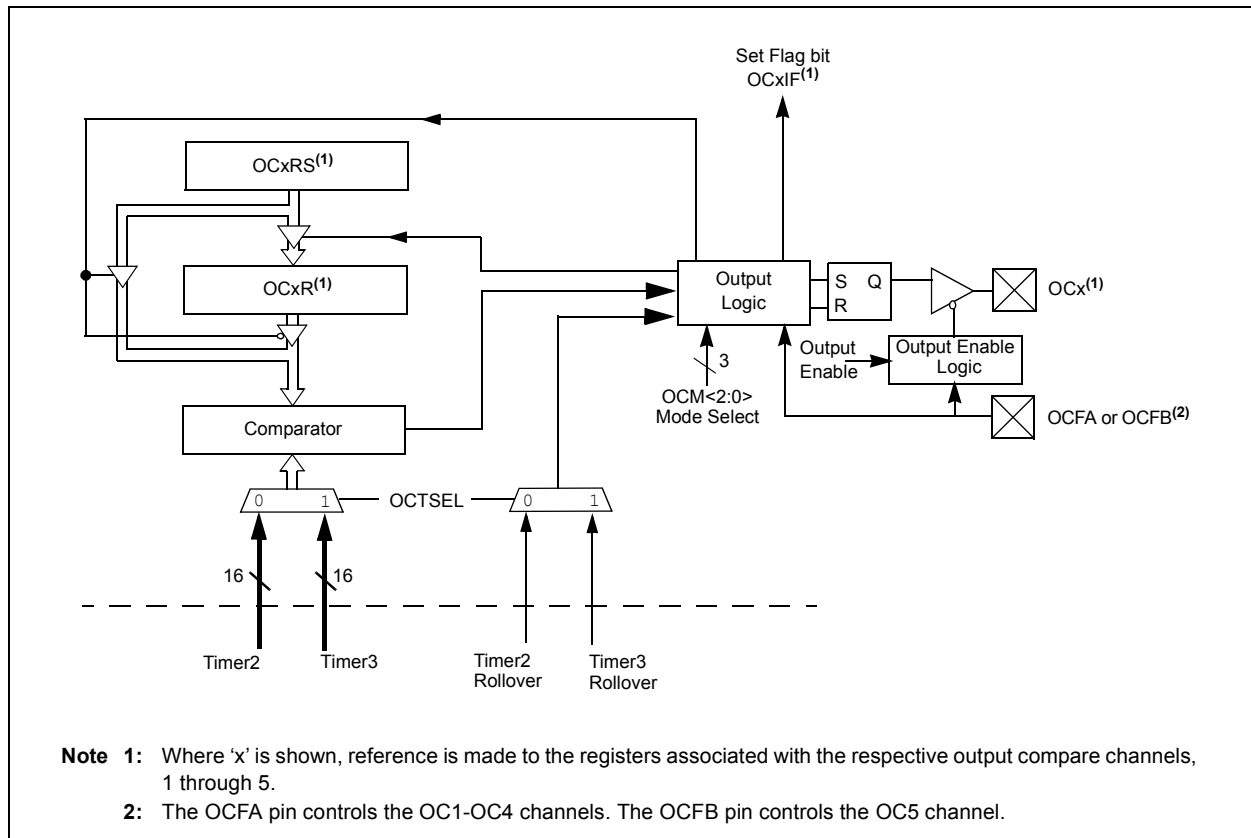 Set Flag bit
OCxIF(1)
OCxRS(1)
OCxR(1)
Output
Logic
S Q
R
OCx(1)
3
Output
Enable
Output Enable
Logic
OCM<2:0>
Mode Select
OCFA or OCFB(2)
Comparator
0 1
OCTSEL
0 1
16
16
Timer2
Timer3
Timer2
Rollover
Timer3
Rollover
Note 1: Where ‘x’ is shown, reference is made to the registers associated with the respective output compare channels,
1 through 5.
2: The OCFA pin controls the OC1-OC4 channels. The OCFB pin controls the OC5 channel.